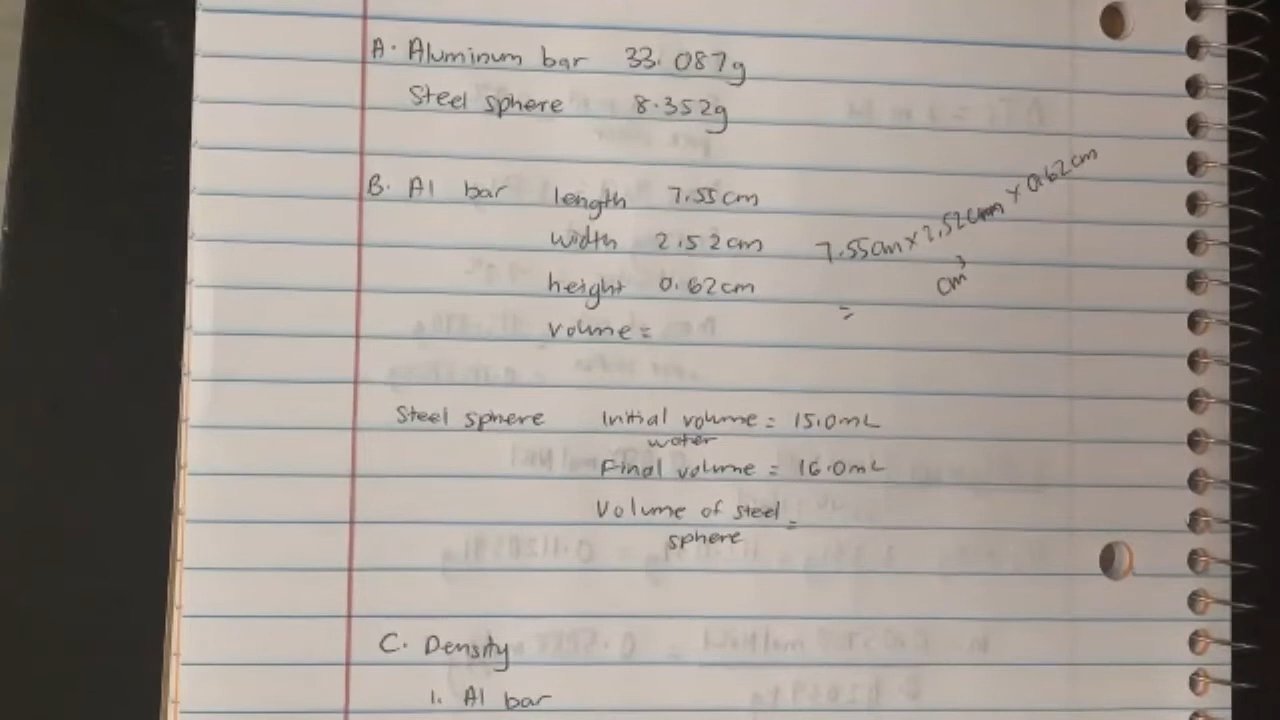 A. Aluminum bar 33.087g
Steel sphere 8.352g
B. Al bar length 7.55cm
width 2.52cm
height 0.62cm
volume =
7.55cm x 2.52cm x 0.62cm
= cm³
Steel sphere Initial volume = 15.0mL
water
Final volume = 16.0mL
Volume of steel =
sphere
C. Density
1. Al bar